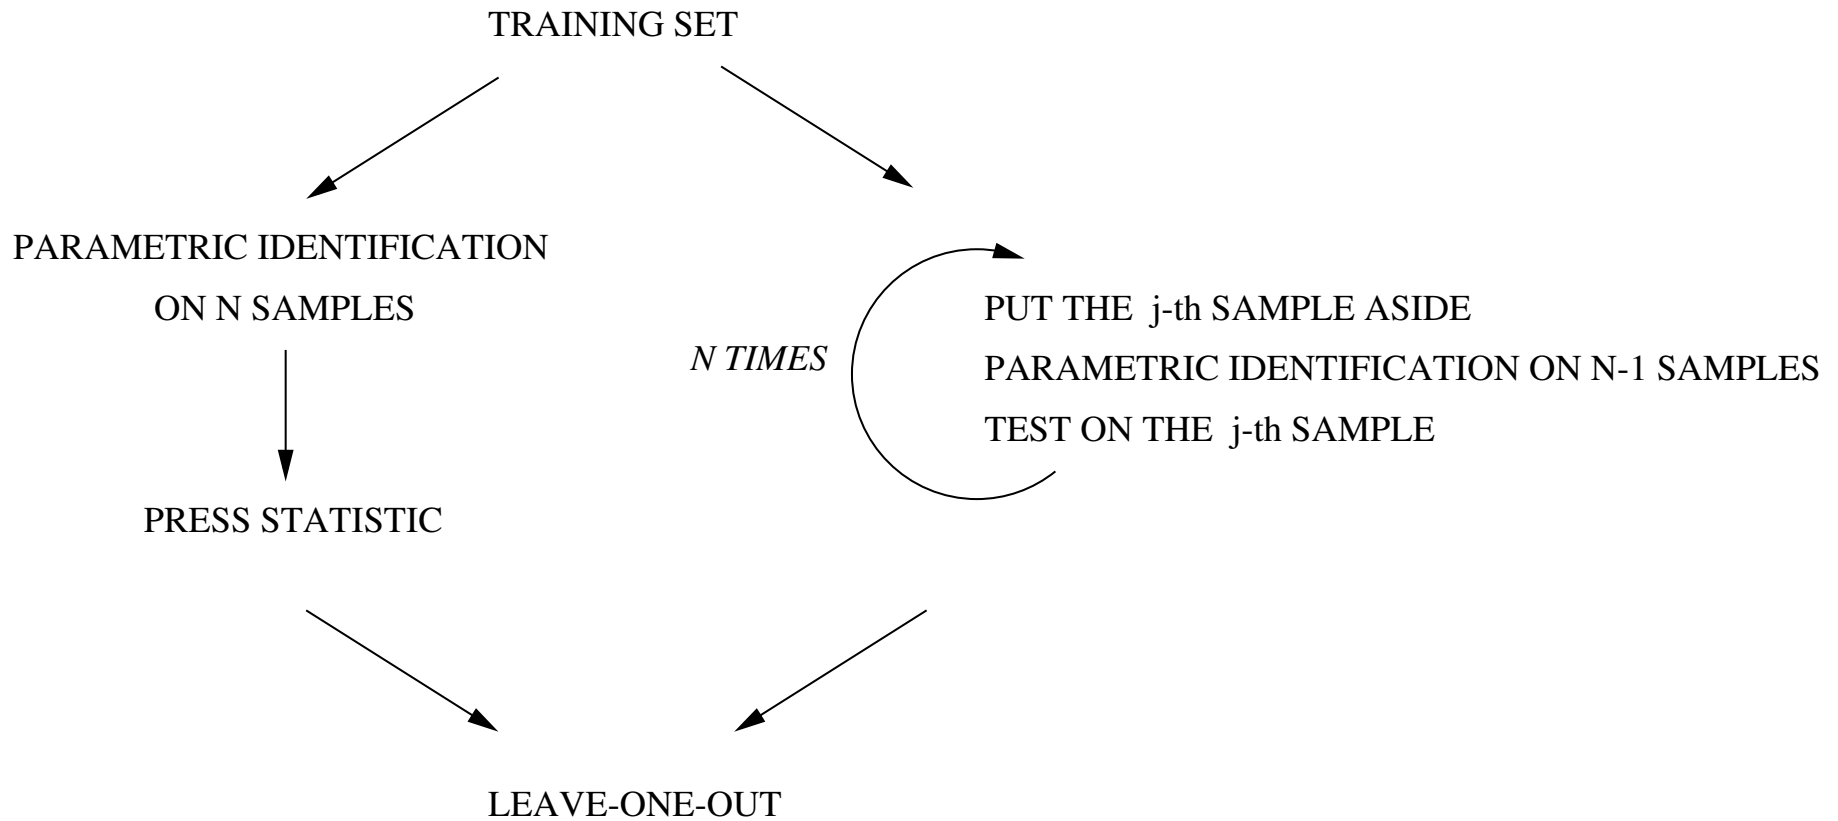 TRAINING SET
PARAMETRIC IDENTIFICATION
ON N SAMPLES
PRESS STATISTIC
N TIMES
PUT THE j-th SAMPLE ASIDE
PARAMETRIC IDENTIFICATION ON N-1 SAMPLES
TEST ON THE j-th SAMPLE
LEAVE-ONE-OUT